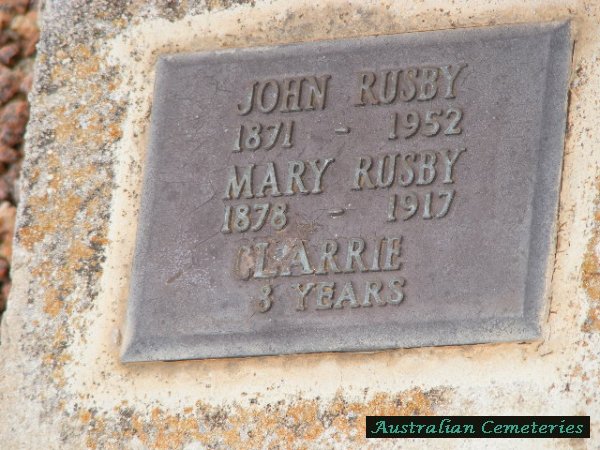 JOHN RUSBY
1871 - 1952
MARY RUSBY
1878 - 1917
CLARRIE
3 YEARS
Australian Cemeteries